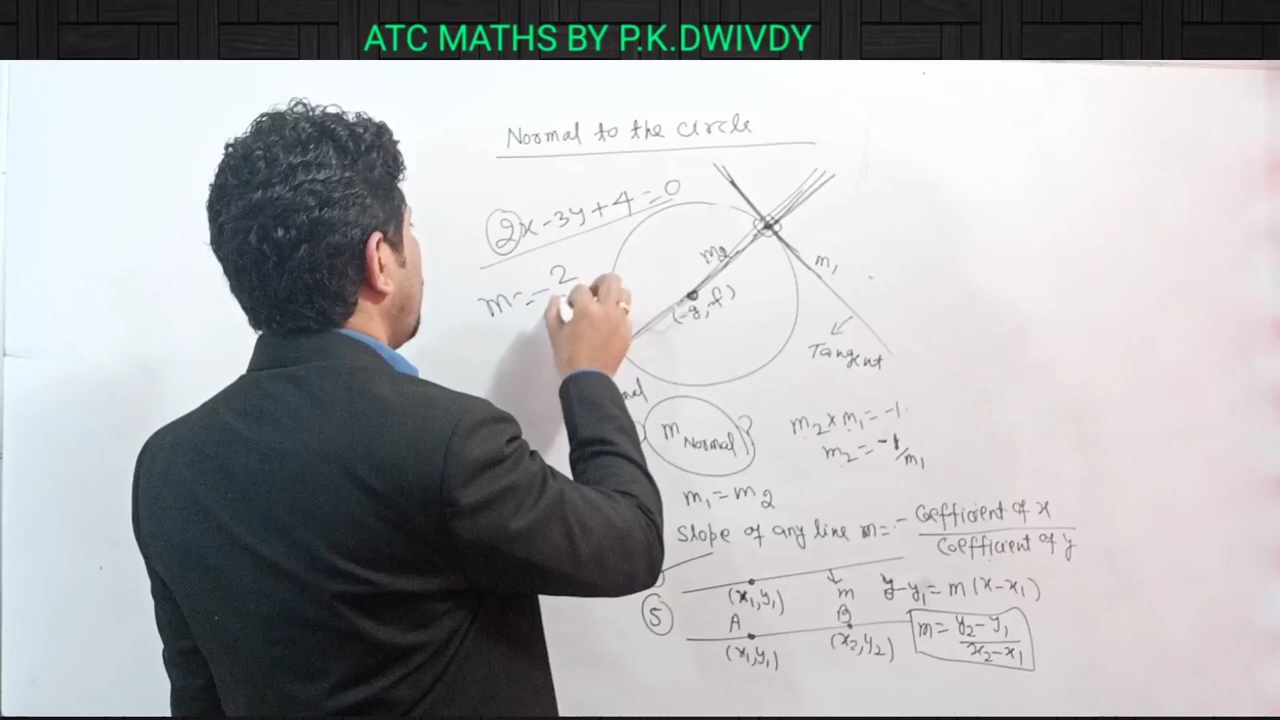 ATC MATHS BY P.K.DWIVDY
Normal to the circle
2x-3y+4=0
m=-2
m2
m1
(-g,-f)
Tangent
nal
m Normal ?
m2×m1=-1
m2=-1/m1
m1=m2
Slope of any line m=- Coefficient of x / Coefficient of y
(x1,y1)
m
y-y1=m(x-x1)
5
A
B
(x1,y1)
(x2,y2)
m=y2-y1/x2-x1